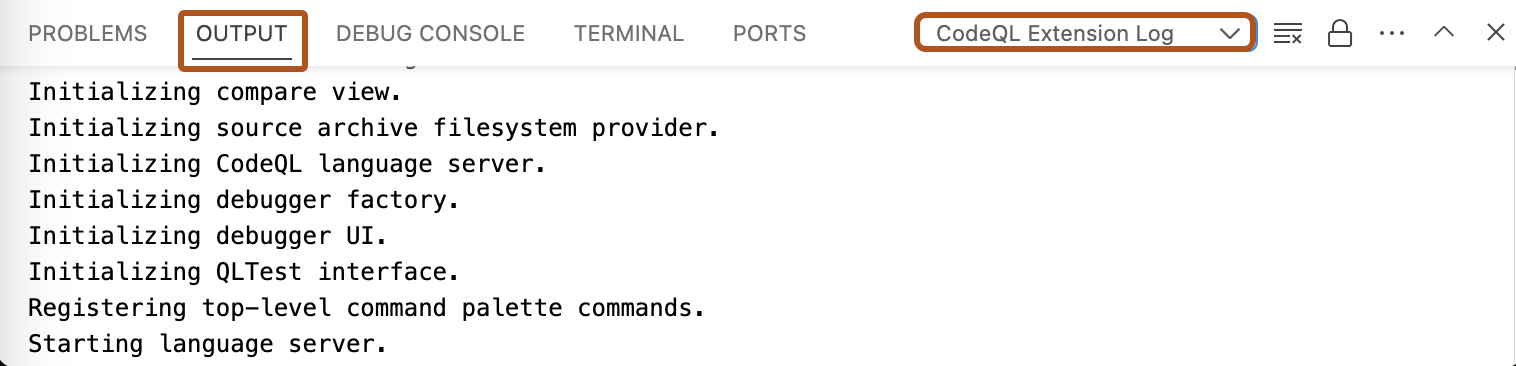 PROBLEMS OUTPUT DEBUG CONSOLE TERMINAL PORTS CodeQL Extension Log
Initializing compare view.
Initializing source archive filesystem provider.
Initializing CodeQL language server.
Initializing debugger factory.
Initializing debugger UI.
Initializing QLTest interface.
Registering top-level command palette commands.
Starting language server.